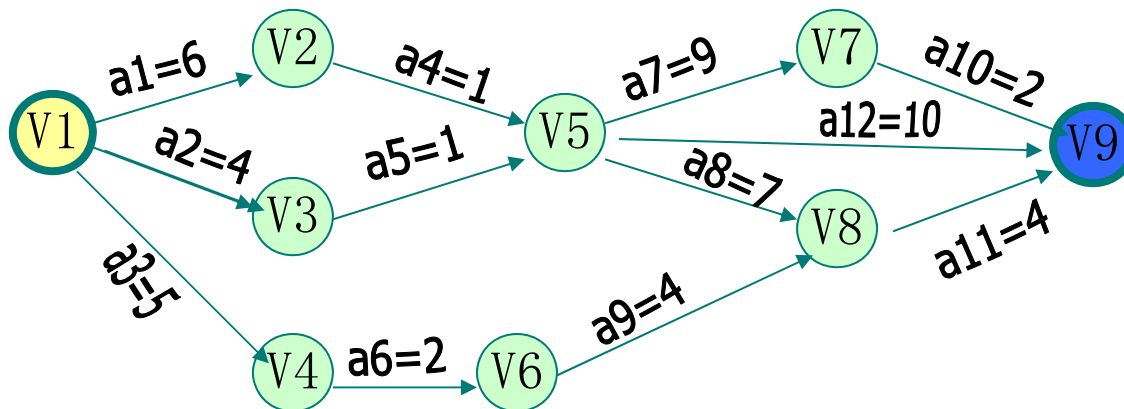 V2
V7
a1=6
a4=1
a7=9
a10=2
V1
V5
a12=10
V9
a2=4
a5=1
a8=7
V3
V8
a3=5
a11=4
a9=4
V4
a6=2
V6